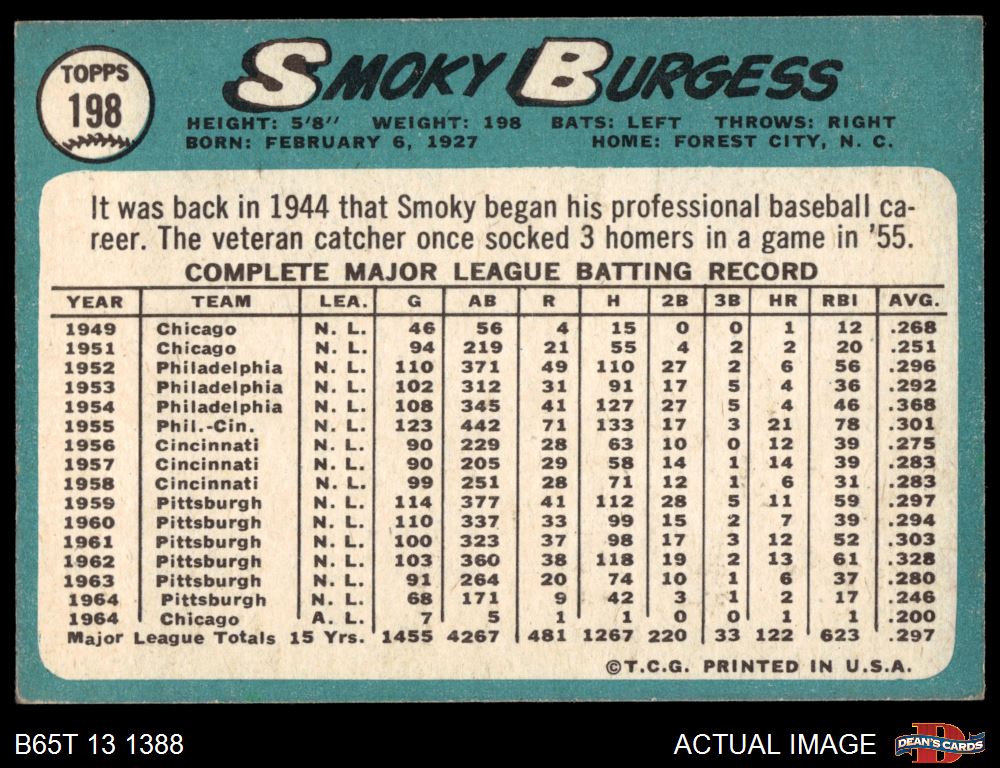 TOPPS
198
SMOKY BURGESS
HEIGHT: 5'8" WEIGHT: 198 BATS: LEFT THROWS: RIGHT
BORN: FEBRUARY 6, 1927 HOME: FOREST CITY, N. C.
It was back in 1944 that Smoky began his professional baseball ca-
reer. The veteran catcher once socked 3 homers in a game in '55.
COMPLETE MAJOR LEAGUE BATTING RECORD
YEAR TEAM LEA. G AB R H 2B 3B HR RBI AVG.
1949 Chicago N. L. 46 56 4 15 0 0 1 12 .268
1951 Chicago N. L. 94 219 21 55 4 2 2 20 .251
1952 Philadelphia N. L. 110 371 49 110 27 2 6 56 .296
1953 Philadelphia N. L. 102 312 31 91 17 5 4 36 .292
1954 Philadelphia N. L. 108 345 41 127 27 5 4 46 .368
1955 Phil.-Cin. N. L. 123 442 71 133 17 3 21 78 .301
1956 Cincinnati N. L. 90 229 28 63 10 0 12 39 .275
1957 Cincinnati N. L. 90 205 29 58 14 1 14 39 .283
1958 Cincinnati N. L. 99 251 28 71 12 1 6 31 .283
1959 Pittsburgh N. L. 114 377 41 112 28 5 11 59 .297
1960 Pittsburgh N. L. 110 337 33 99 15 2 7 39 .294
1961 Pittsburgh N. L. 100 323 37 98 17 3 12 52 .303
1962 Pittsburgh N. L. 103 360 38 118 19 2 13 61 .328
1963 Pittsburgh N. L. 91 264 20 74 10 1 6 37 .280
1964 Pittsburgh N. L. 68 171 9 42 3 1 2 17 .246
1964 Chicago A. L. 7 5 1 1 0 0 1 1 .200
Major League Totals 15 Yrs. 1455 4267 481 1267 220 33 122 623 .297
©T.C.G. PRINTED IN U.S.A.
B65T 13 1388 ACTUAL IMAGE DEAN'S CARDS